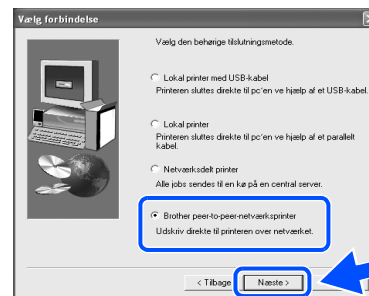 Vælg forbindelse
Vælg den behørige tilslutningsmetode.
Lokal printer med USB-kabel
Printeren sluttes direkte til pc'en ve hjælp af et USB-kabel.
Lokal printer
Printeren sluttes direkte til pc'en ve hjælp af et parallelt
kabel.
Netværksdelt printer
Alle jobs sendes til en kø på en central server.
Brother peer-to-peer-netværksprinter
Udskriv direkte til printeren over netværket.
< Tilbage
Næste >